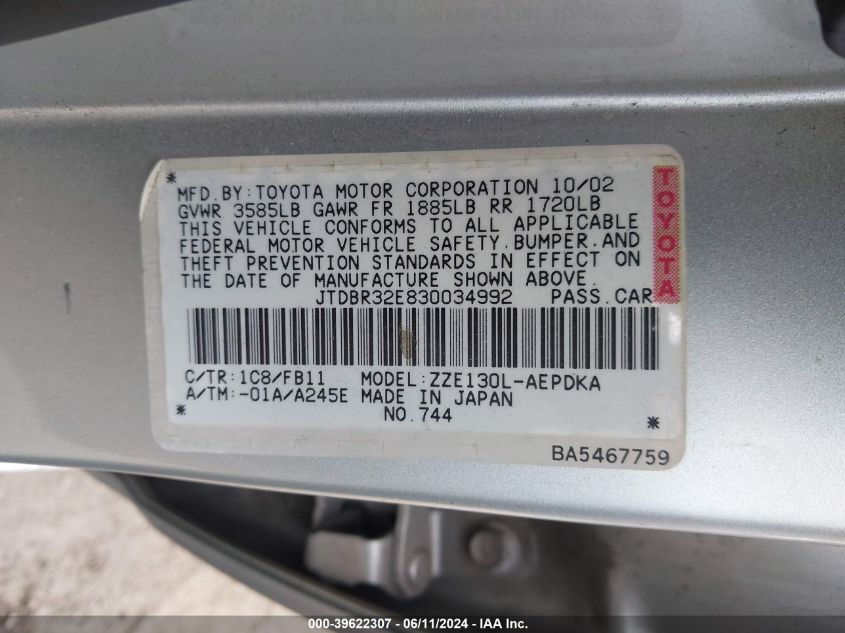 *
MFD.BY:TOYOTA MOTOR CORPORATION 10/02
GVWR 3585LB GAWR FR 1885LB RR 1720LB
THIS VEHICLE CONFORMS TO ALL APPLICABLE
FEDERAL MOTOR VEHICLE SAFETY.BUMPER.AND
THEFT PREVENTION STANDARDS IN EFFECT ON
THE DATE OF MANUFACTURE SHOWN ABOVE.
JTDBR32E830034992 PASS.CAR
TOYOTA
C/TR:1C8/FB11 MODEL:ZZE130L-AEPDKA
A/TM:-01A/A245E MADE IN JAPAN
* NO.744 *
BA5467759
000-39622307 - 06/11/2024 - IAAI, Inc.